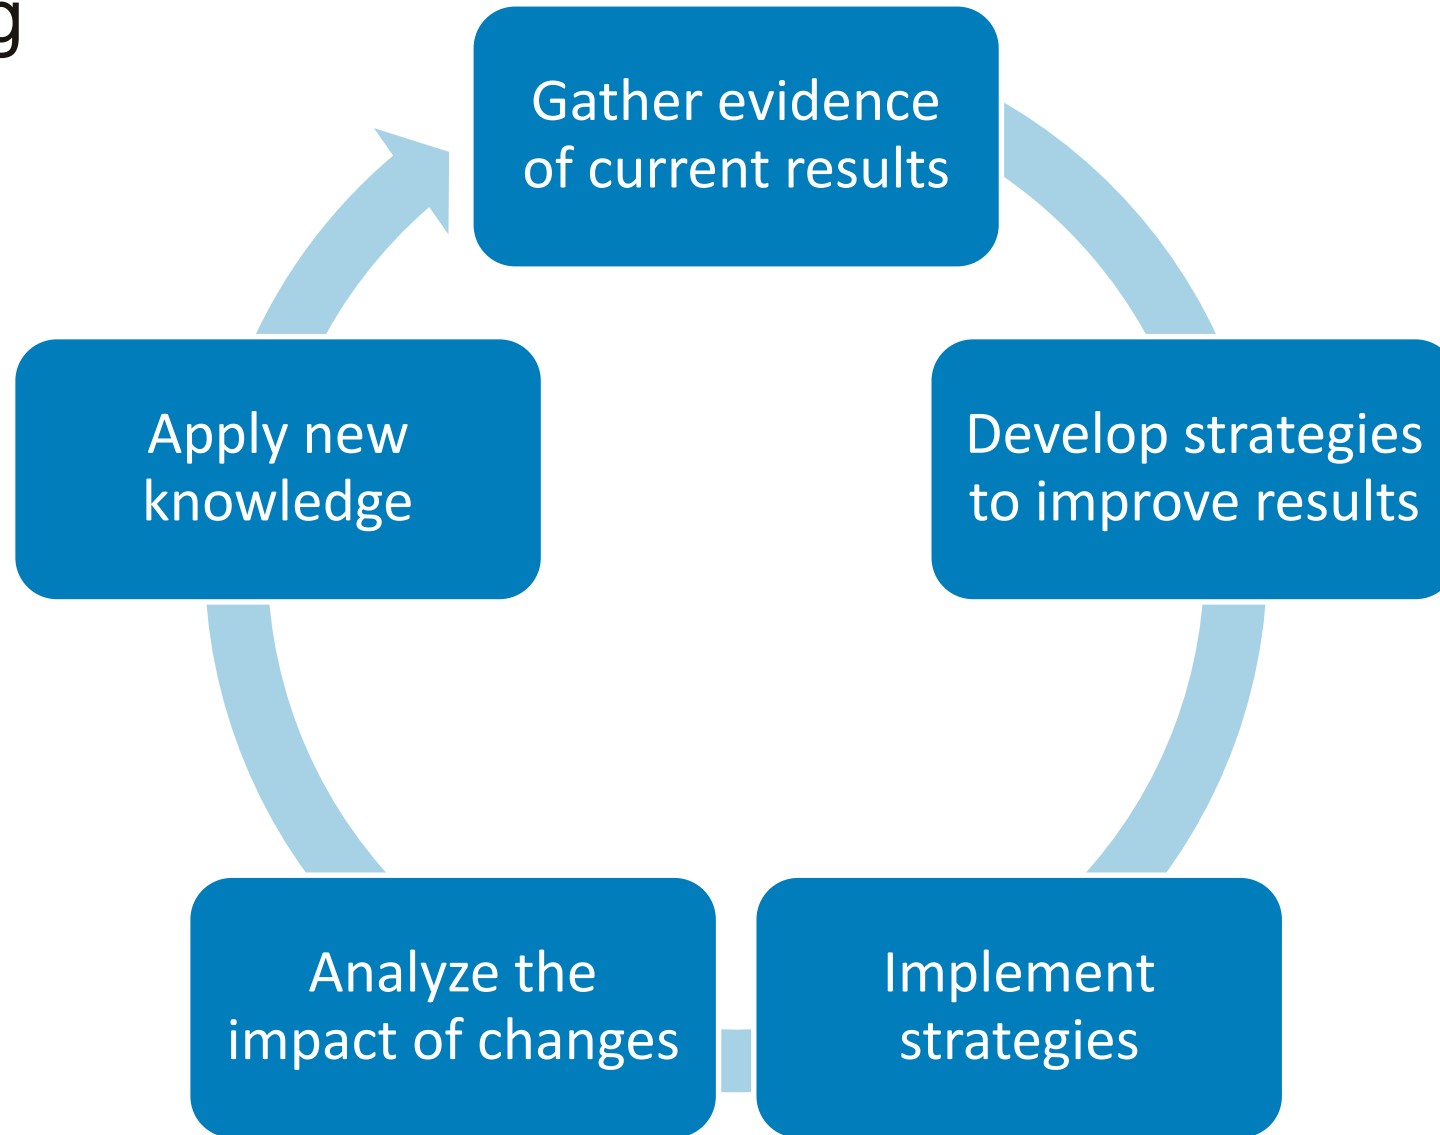 g
Gather evidence
of current results
Develop strategies
to improve results
Implement
strategies
Analyze the
impact of changes
Apply new
knowledge